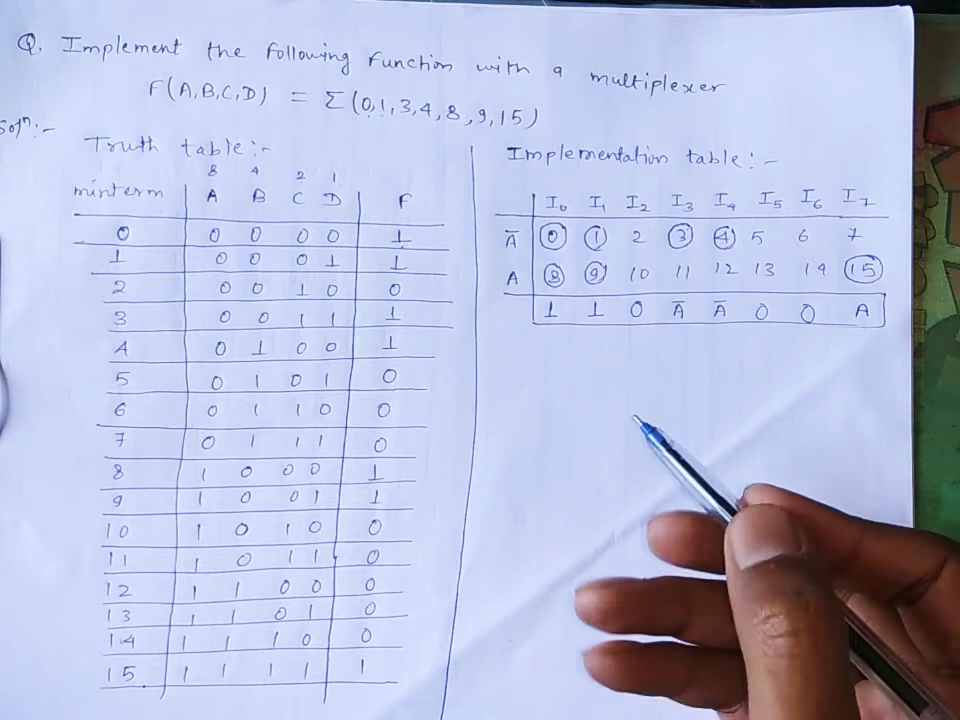 Q. Implement the following function with a multiplexer
F(A,B,C,D) = Σ(0,1,3,4,8,9,15)
Solⁿ:-
Truth table:-
8 4 2 1
minterm A B C D F
0 0 0 0 0 1
1 0 0 0 1 1
2 0 0 1 0 0
3 0 0 1 1 1
4 0 1 0 0 1
5 0 1 0 1 0
6 0 1 1 0 0
7 0 1 1 1 0
8 1 0 0 0 1
9 1 0 0 1 1
10 1 0 1 0 0
11 1 0 1 1 0
12 1 1 0 0 0
13 1 1 0 1 0
14 1 1 1 0 0
15 1 1 1 1 1
Implementation table:-
I₀ I₁ I₂ I₃ I₄ I₅ I₆ I₇
Ā 0 1 2 3 4 5 6 7
A 8 9 10 11 12 13 14 15
1 1 0 Ā Ā 0 0 A